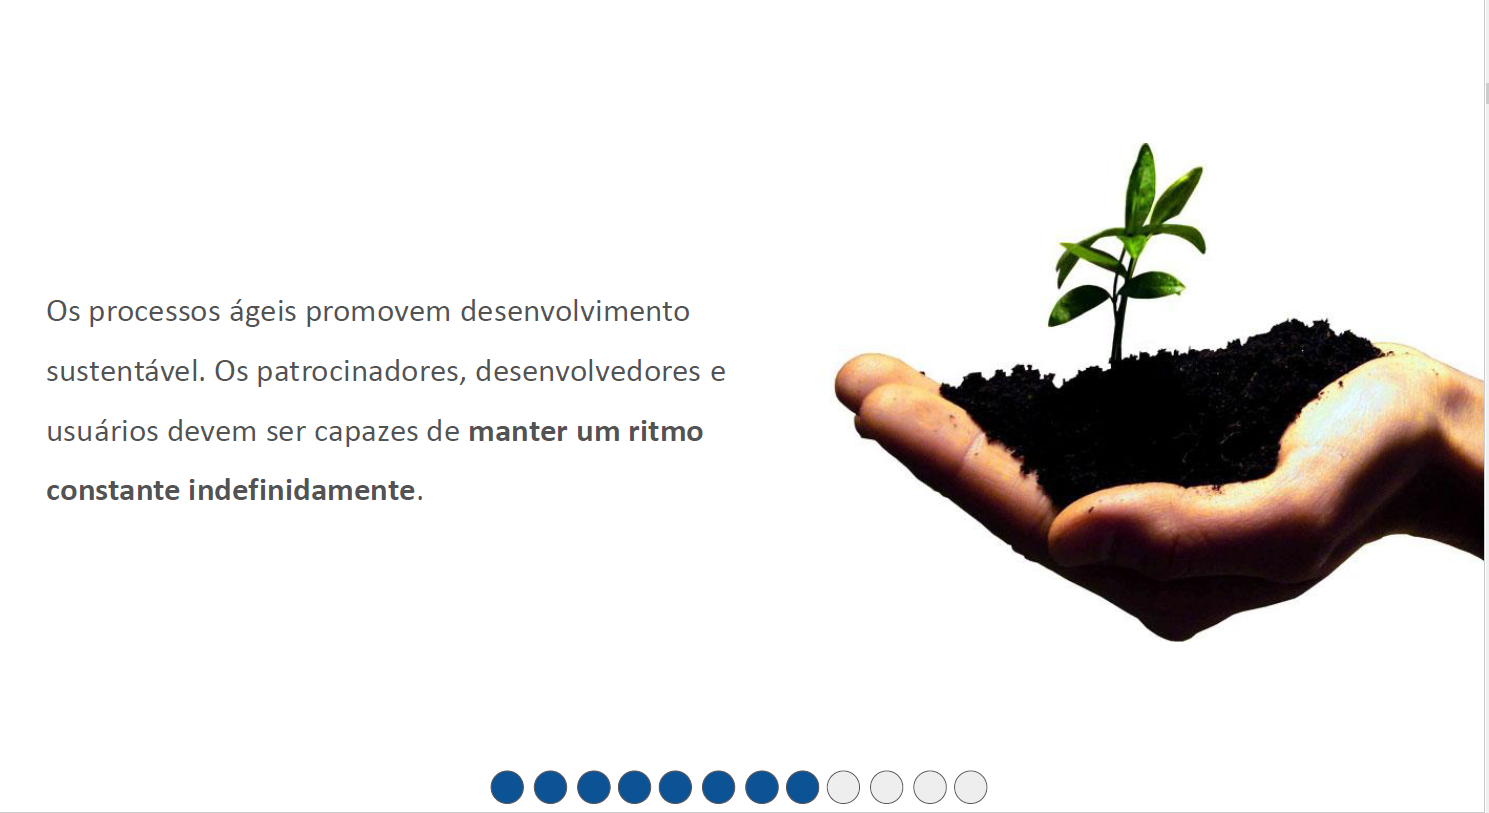 Os processos ágeis promovem desenvolvimento
sustentável. Os patrocinadores, desenvolvedores e
usuários devem ser capazes de manter um ritmo
constante indefinidamente.